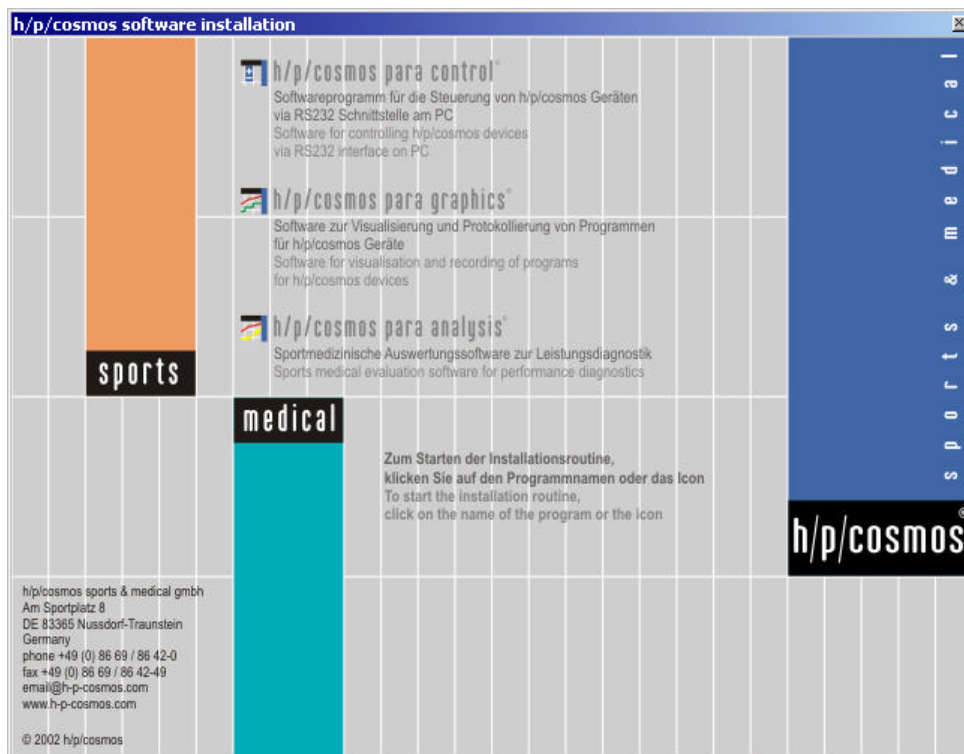 h/p/cosmos software installation
h/p/cosmos para control®
Softwareprogramm für die Steuerung von h/p/cosmos Geräten
via RS232 Schnittstelle am PC
Software for controlling h/p/cosmos devices
via RS232 interface on PC
h/p/cosmos para graphics®
Software zur Visualisierung und Protokollierung von Programmen
für h/p/cosmos Geräte
Software for visualisation and recording of programs
for h/p/cosmos devices
h/p/cosmos para analysis®
Sportmedizinische Auswertungssoftware zur Leistungsdiagnostik
Sports medical evaluation software for performance diagnostics
sports
medical
Zum Starten der Installationsroutine,
klicken Sie auf den Programmnamen oder das Icon
To start the installation routine,
click on the name of the program or the icon
sports & medical
h/p/cosmos®
h/p/cosmos sports & medical gmbh
Am Sportplatz 8
DE 83365 Nussdorf-Traunstein
Germany
phone +49 (0) 86 69 / 86 42-0
fax +49 (0) 86 69 / 86 42-49
email@h-p-cosmos.com
www.h-p-cosmos.com
© 2002 h/p/cosmos